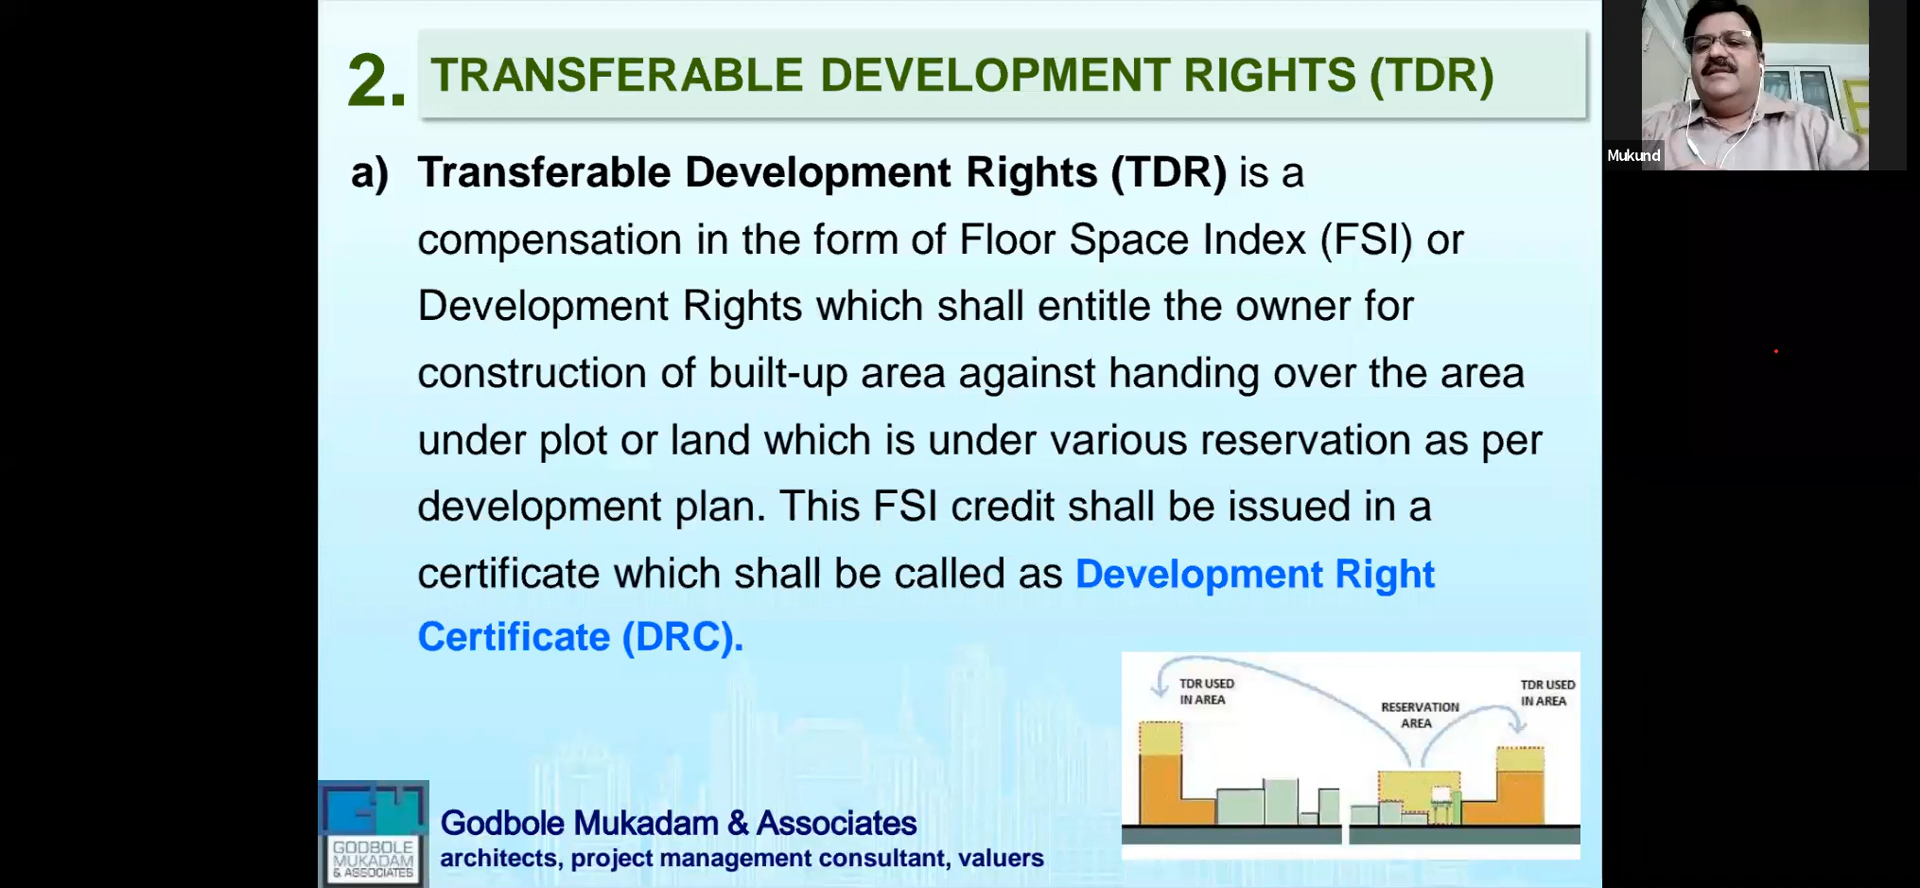 2. TRANSFERABLE DEVELOPMENT RIGHTS (TDR)
a) Transferable Development Rights (TDR) is a
compensation in the form of Floor Space Index (FSI) or
Development Rights which shall entitle the owner for
construction of built-up area against handing over the area
under plot or land which is under various reservation as per
development plan. This FSI credit shall be issued in a
certificate which shall be called as Development Right
Certificate (DRC).
TDR USED
IN AREA
RESERVATION
AREA
TDR USED
IN AREA
GODBOLE
MUKADAM
& ASSOCIATES
Godbole Mukadam & Associates
architects, project management consultant, valuers
Mukund